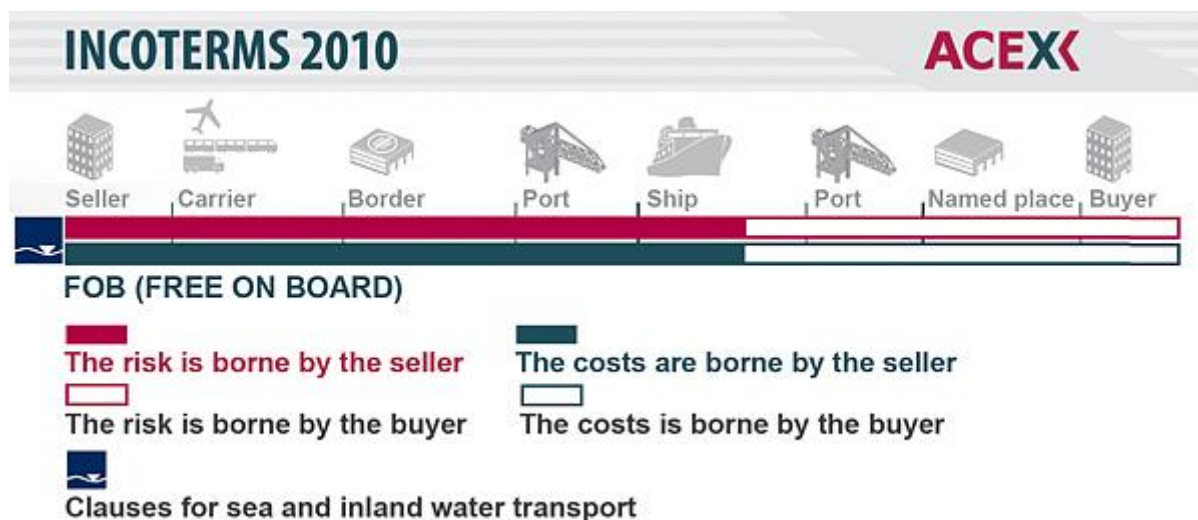 INCOTERMS 2010
ACEX
Seller Carrier Border Port Ship Port Named place Buyer
FOB (FREE ON BOARD)
The risk is borne by the seller
The costs are borne by the seller
The risk is borne by the buyer
The costs is borne by the buyer
Clauses for sea and inland water transport